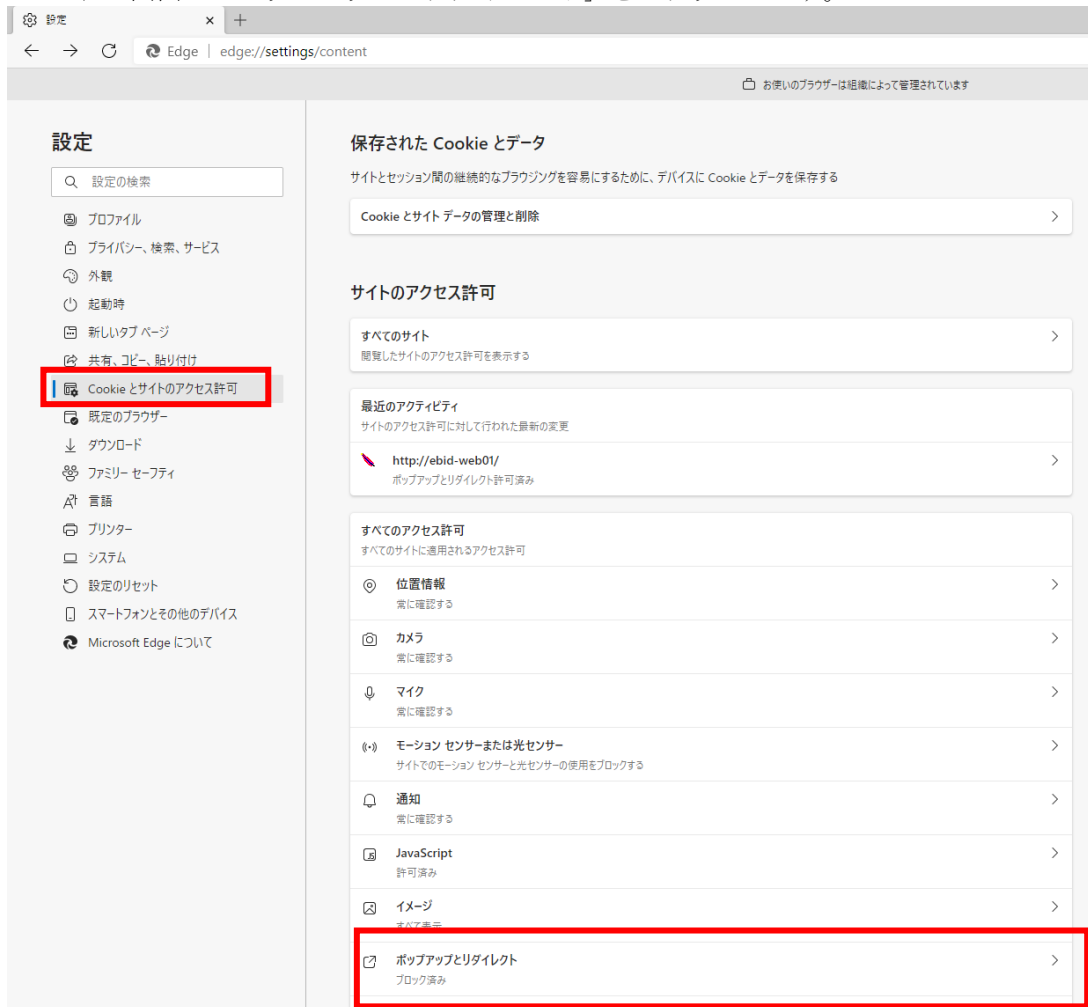 設定
Edge | edge://settings/content
お使いのブラウザーは組織によって管理されています
設定
設定の検索
プロファイル
プライバシー、検索、サービス
外観
起動時
新しいタブ ページ
共有、コピー、貼り付け
Cookie とサイトのアクセス許可
既定のブラウザー
ダウンロード
ファミリー セーフティ
言語
プリンター
システム
設定のリセット
スマートフォンとその他のデバイス
Microsoft Edge について
保存された Cookie とデータ
サイトとセッション間の継続的なブラウジングを容易にするために、デバイスに Cookie とデータを保存する
Cookie とサイト データの管理と削除
サイトのアクセス許可
すべてのサイト
閲覧したサイトのアクセス許可を表示する
最近のアクティビティ
サイトのアクセス許可に対して行われた最新の変更
http://ebid-web01/
ポップアップとリダイレクト許可済み
すべてのアクセス許可
すべてのサイトに適用されるアクセス許可
位置情報
常に確認する
カメラ
常に確認する
マイク
常に確認する
モーション センサーまたは光センサー
サイトでのモーション センサーと光センサーの使用をブロックする
通知
常に確認する
JavaScript
許可済み
イメージ
すべて表示
ポップアップとリダイレクト
ブロック済み